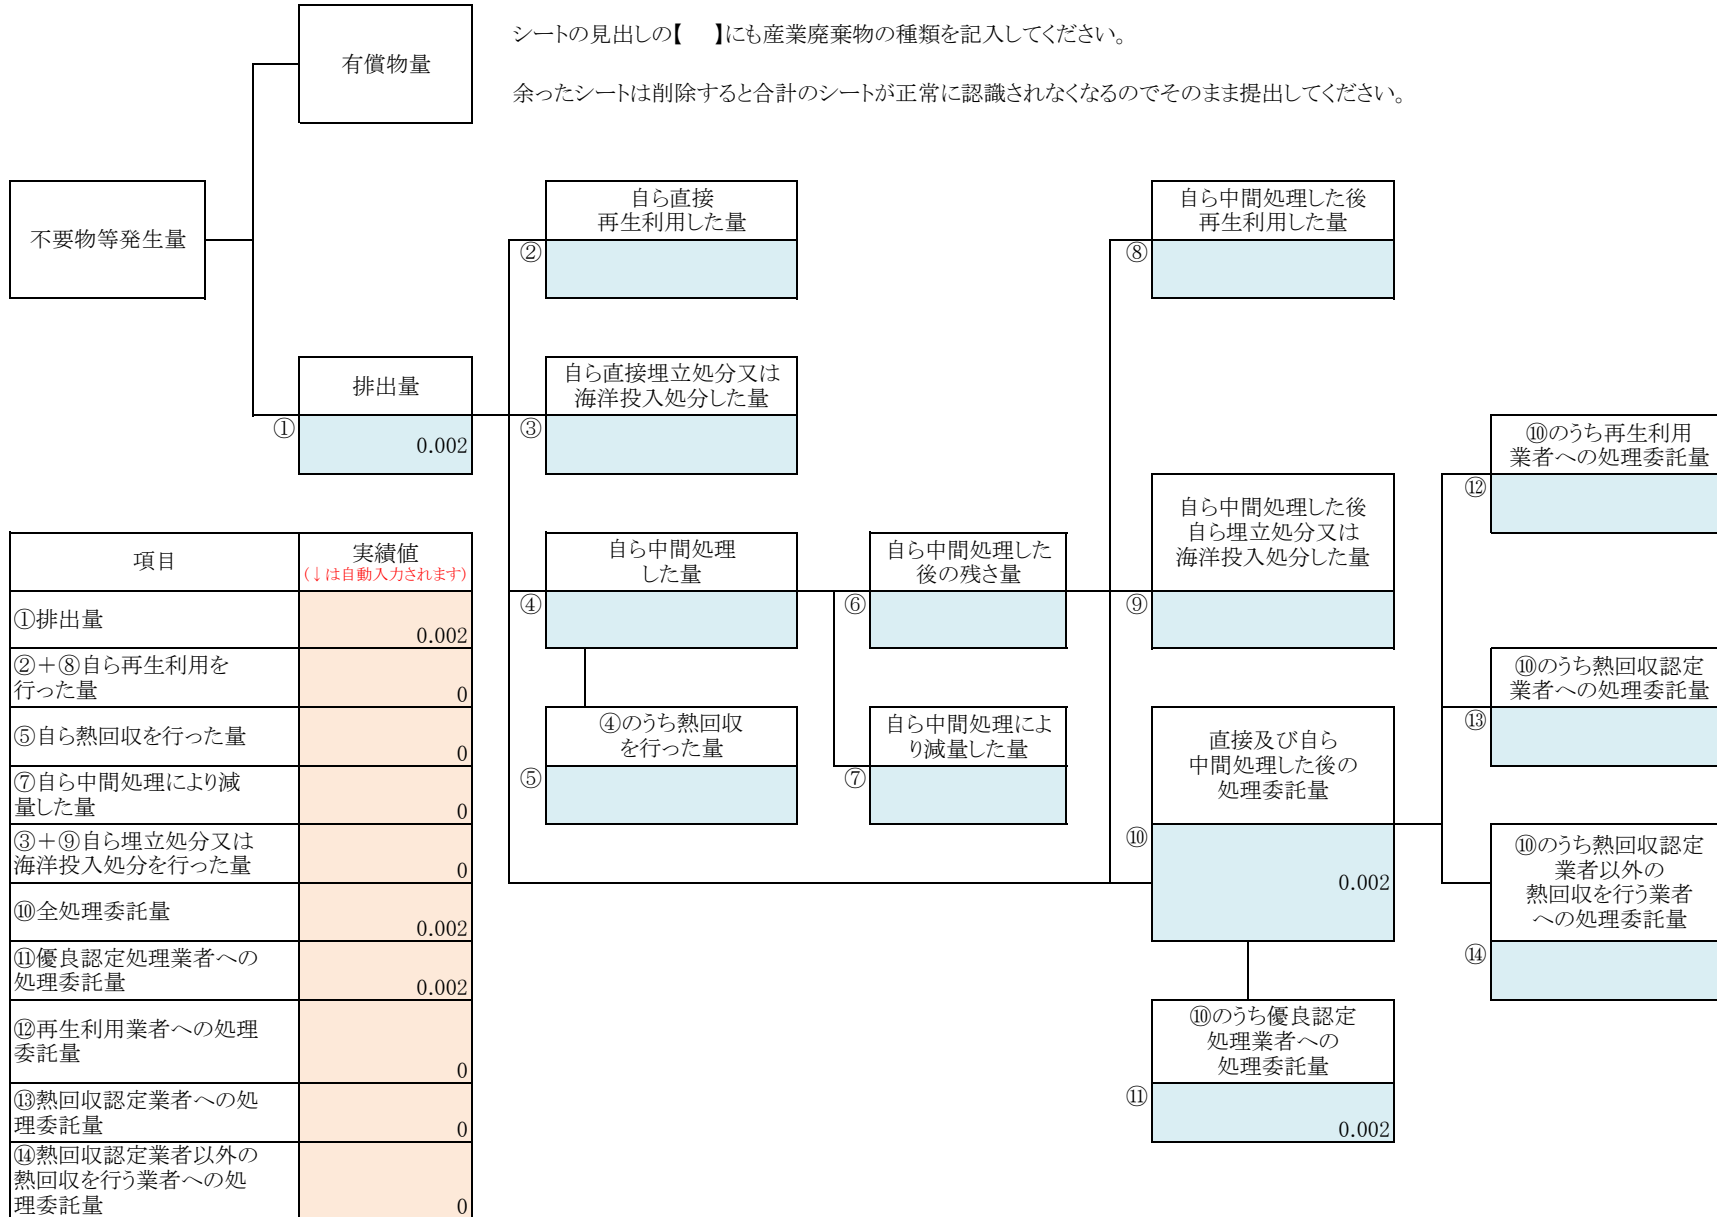 有償物量
シートの見出しの【　】にも産業廃棄物の種類を記入してください。
余ったシートは削除すると合計のシートが正常に認識されなくなるのでそのまま提出してください。
不要物等発生量
自ら直接
再生利用した量
②
自ら中間処理した後
再生利用した量
⑧
排出量
①
0.002
自ら直接埋立処分又は
海洋投入処分した量
③
⑩のうち再生利用
業者への処理委託量
⑫
自ら中間処理
した量
④
自ら中間処理した
後の残さ量
⑥
自ら中間処理した後
自ら埋立処分又は
海洋投入処分した量
⑨
⑩のうち熱回収認定
業者への処理委託量
⑬
④のうち熱回収
を行った量
⑤
自ら中間処理によ
り減量した量
⑦
直接及び自ら
中間処理した後の
処理委託量
⑩
0.002
⑩のうち熱回収認定
業者以外の
熱回収を行う業者
への処理委託量
⑭
⑩のうち優良認定
処理業者への
処理委託量
⑪
0.002
項目
実績値
(↓は自動入力されます)
①排出量
0.002
②＋⑧自ら再生利用を
行った量
0
⑤自ら熱回収を行った量
0
⑦自ら中間処理により減
量した量
0
③＋⑨自ら埋立処分又は
海洋投入処分を行った量
0
⑩全処理委託量
0.002
⑪優良認定処理業者への
処理委託量
0.002
⑫再生利用業者への処理
委託量
0
⑬熱回収認定業者への処
理委託量
0
⑭熱回収認定業者以外の
熱回収を行う業者への処
理委託量
0